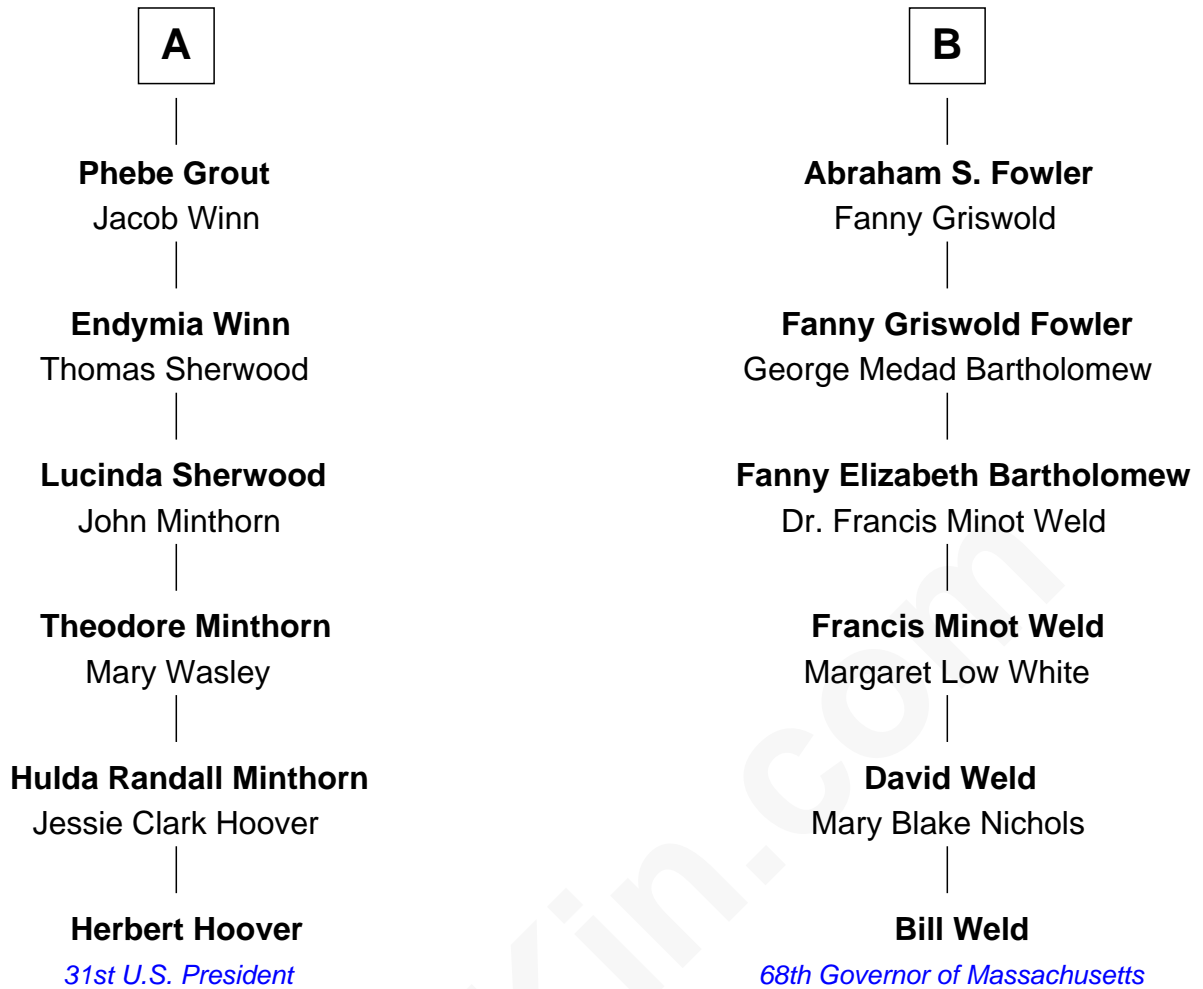 A
Phebe Grout
Jacob Winn
Endymia Winn
Thomas Sherwood
Lucinda Sherwood
John Minthorn
Theodore Minthorn
Mary Wasley
Hulda Randall Minthorn
Jessie Clark Hoover
Herbert Hoover
31st U.S. President
B
Abraham S. Fowler
Fanny Griswold
Fanny Griswold Fowler
George Medad Bartholomew
Fanny Elizabeth Bartholomew
Dr. Francis Minot Weld
Francis Minot Weld
Margaret Low White
David Weld
Mary Blake Nichols
Bill Weld
68th Governor of Massachusetts
Kin.com